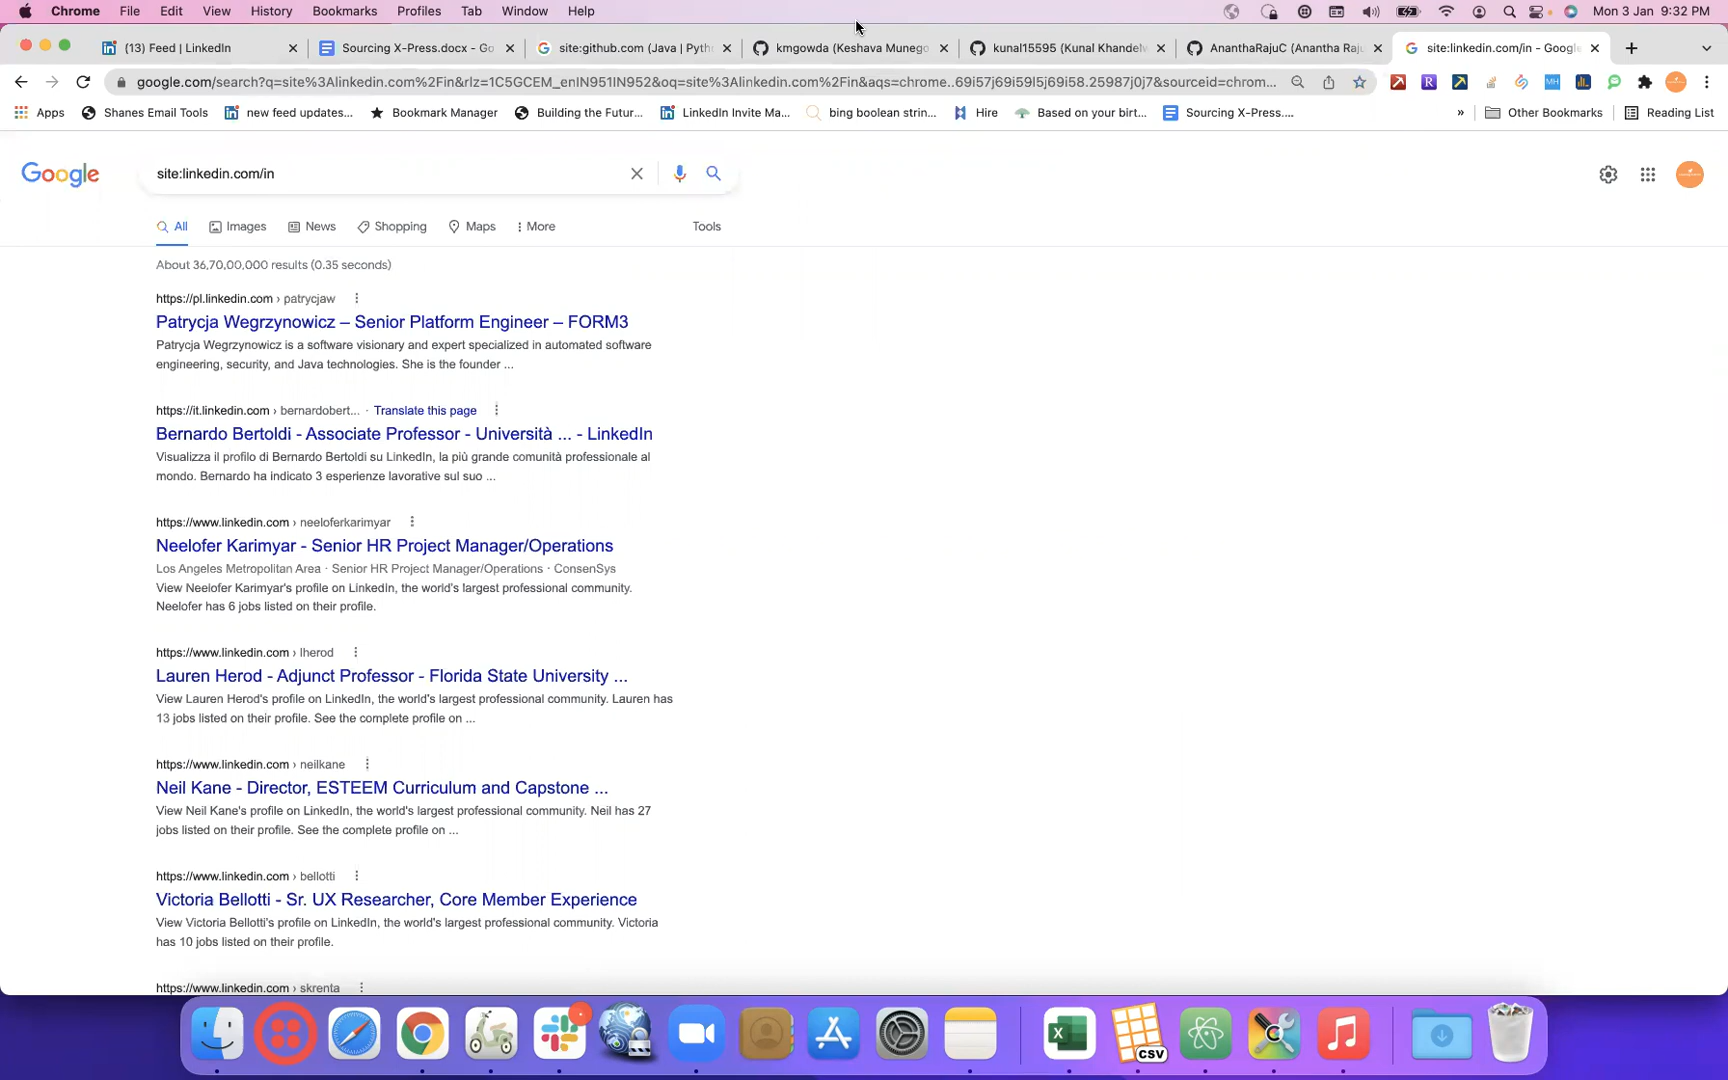 Chrome File Edit View History Bookmarks Profiles Tab Window Help Mon 3 Jan 9:32 PM
(13) Feed | LinkedIn Sourcing X-Press.docx - Go site:github.com (Java | Pyth kmgowda (Keshava Munego kunal15595 (Kunal Khandelw AnanthaRajuC (Anantha Raju site:linkedin.com/in - Google
google.com/search?q=site%3Alinkedin.com%2Fin&rlz=1C5GCEM_enIN951IN952&oq=site%3Alinkedin.com%2Fin&aqs=chrome..69i57j69i59l5j69i58.25987j0j7&sourceid=chrom...
Apps Shanes Email Tools new feed updates... Bookmark Manager Building the Futur... LinkedIn Invite Ma... bing boolean strin... Hire Based on your birt... Sourcing X-Press.... » Other Bookmarks Reading List
Google site:linkedin.com/in
All Images News Shopping Maps More Tools
About 36,70,00,000 results (0.35 seconds)
https://pl.linkedin.com › patrycjaw
Patrycja Wegrzynowicz – Senior Platform Engineer – FORM3
Patrycja Wegrzynowicz is a software visionary and expert specialized in automated software
engineering, security, and Java technologies. She is the founder ...
https://it.linkedin.com › bernardobert... · Translate this page
Bernardo Bertoldi - Associate Professor - Università ... - LinkedIn
Visualizza il profilo di Bernardo Bertoldi su LinkedIn, la più grande comunità professionale al
mondo. Bernardo ha indicato 3 esperienze lavorative sul suo ...
https://www.linkedin.com › neeloferkarimyar
Neelofer Karimyar - Senior HR Project Manager/Operations
Los Angeles Metropolitan Area · Senior HR Project Manager/Operations · ConsenSys
View Neelofer Karimyar's profile on LinkedIn, the world's largest professional community.
Neelofer has 6 jobs listed on their profile.
https://www.linkedin.com › lherod
Lauren Herod - Adjunct Professor - Florida State University ...
View Lauren Herod's profile on LinkedIn, the world's largest professional community. Lauren has
13 jobs listed on their profile. See the complete profile on ...
https://www.linkedin.com › neilkane
Neil Kane - Director, ESTEEM Curriculum and Capstone ...
View Neil Kane's profile on LinkedIn, the world's largest professional community. Neil has 27
jobs listed on their profile. See the complete profile on ...
https://www.linkedin.com › bellotti
Victoria Bellotti - Sr. UX Researcher, Core Member Experience
View Victoria Bellotti's profile on LinkedIn, the world's largest professional community. Victoria
has 10 jobs listed on their profile.
https://www.linkedin.com › skrenta
CSV